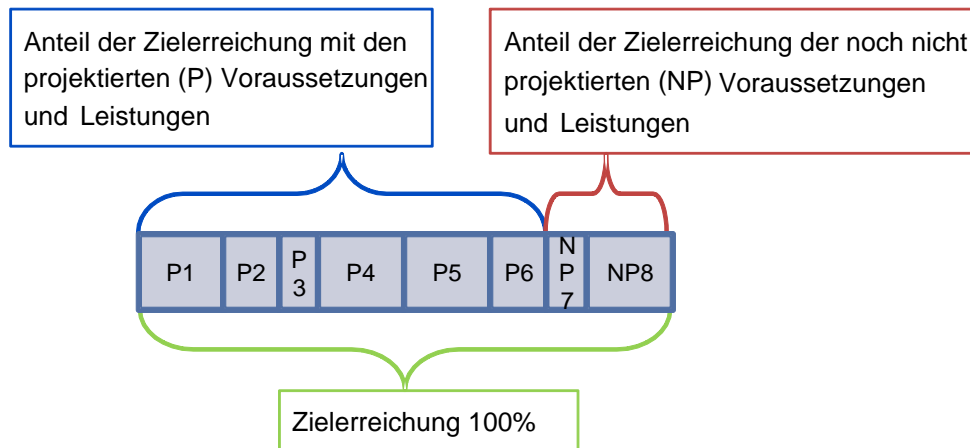 Anteil der Zielerreichung mit den
projektierten (P) Voraussetzungen
und Leistungen
Anteil der Zielerreichung der noch nicht
projektierten (NP) Voraussetzungen
und Leistungen
P1
P2
P
3
P4
P5
P6
N
P
7
NP8
Zielerreichung 100%